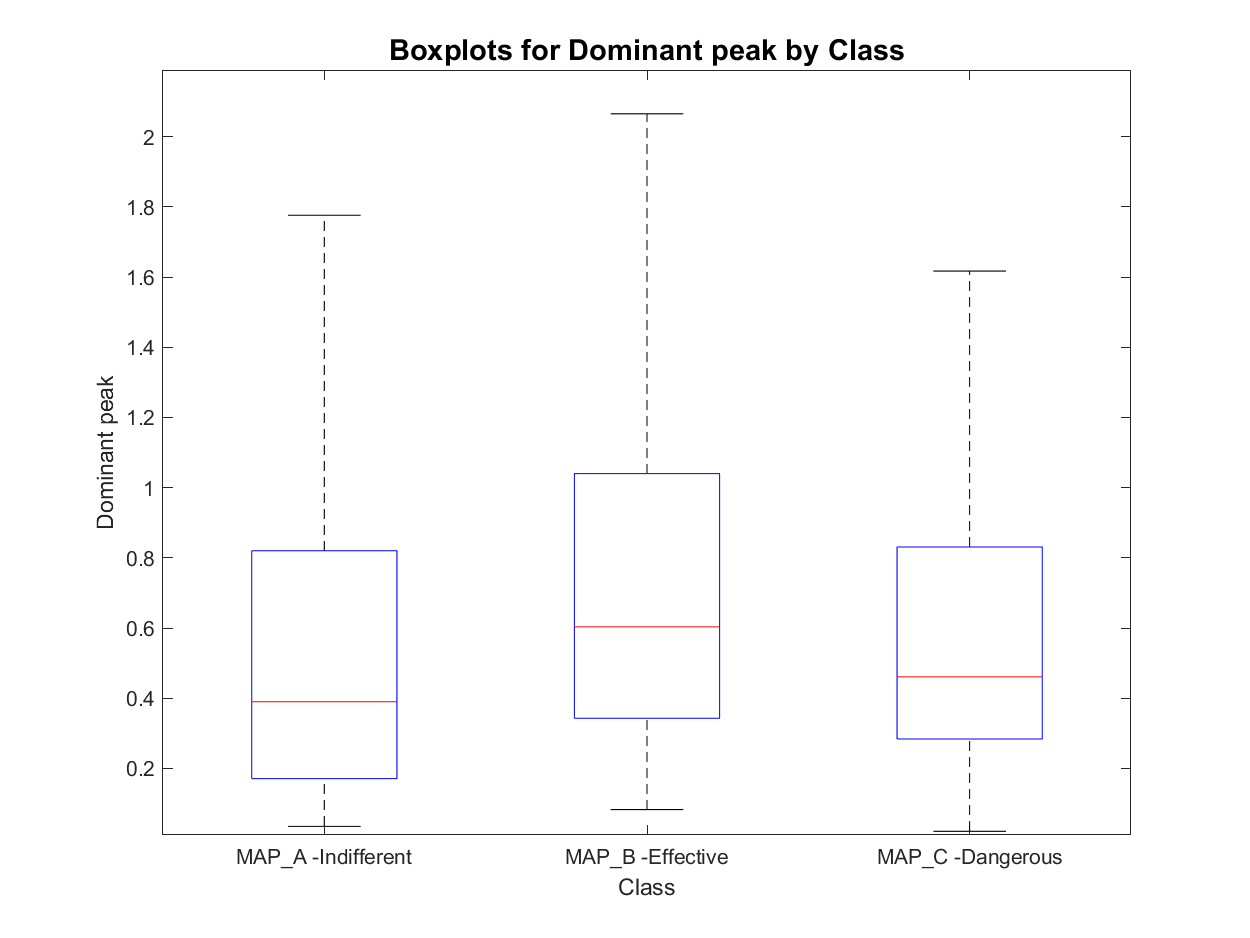 Boxplots for Dominant peak by Class
Dominant peak
2
1.8
1.6
1.4
1.2
1
0.8
0.6
0.4
0.2
MAP_A -Indifferent
MAP_B -Effective
MAP_C -Dangerous
Class